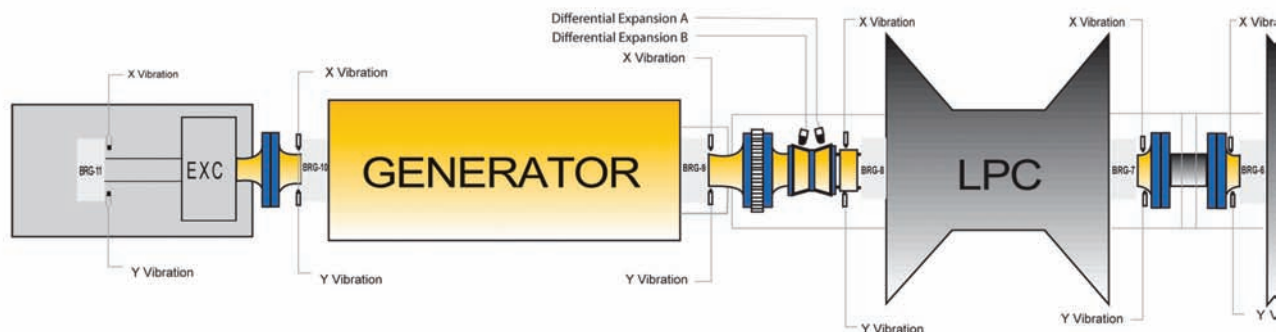 Differential Expansion A
Differential Expansion B
X Vibration
X Vibration
X Vibration
X Vibration
X Vibration
X Vibra
BRG-11
EXC
BRG-10
GENERATOR
BRG-9
BRG-8
LPC
BRG-7
BRG-6
Y Vibration
Y Vibration
Y Vibration
Y Vibration
Y Vibration
Y V